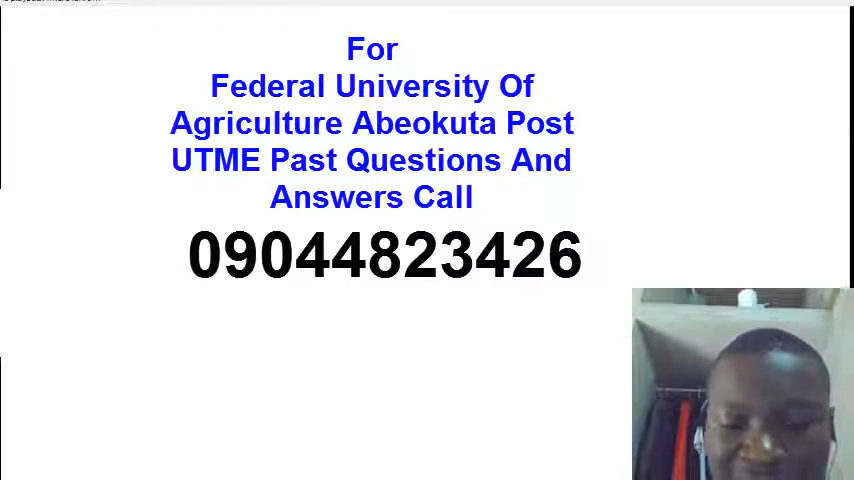 For
Federal University Of
Agriculture Abeokuta Post
UTME Past Questions And
Answers Call
09044823426